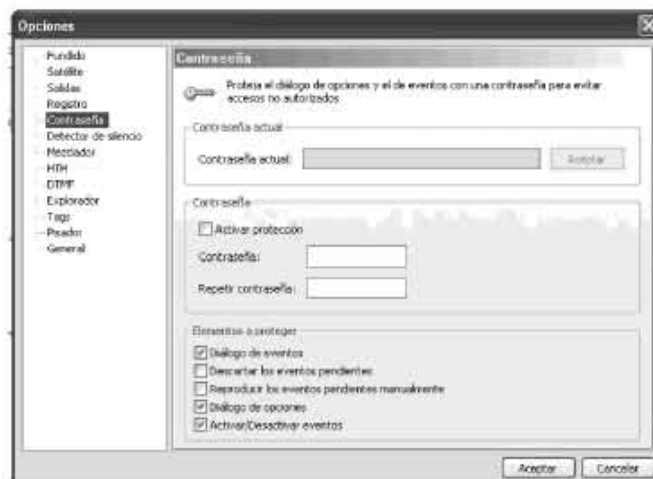 Opciones
Fundido
Satélite
Salidas
Registro
Contraseña
Detector de silencio
Mezclador
HTH
DTMF
Explorador
Tags
Pisador
General
Contraseña
Proteja el diálogo de opciones y el de eventos con una contraseña para evitar
accesos no autorizados
Contraseña actual
Contraseña actual:
Aceptar
Contraseña
Activar protección
Contraseña:
Repetir contraseña:
Elementos a proteger
Diálogo de eventos
Descartar los eventos pendientes
Reproducir los eventos pendientes manualmente
Diálogo de opciones
Activar/Desactivar eventos
Aceptar
Cancelar